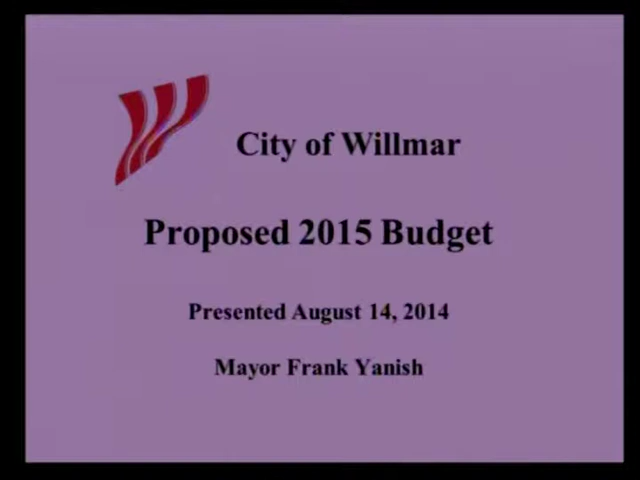 City of Willmar
Proposed 2015 Budget
Presented August 14, 2014
Mayor Frank Yanish